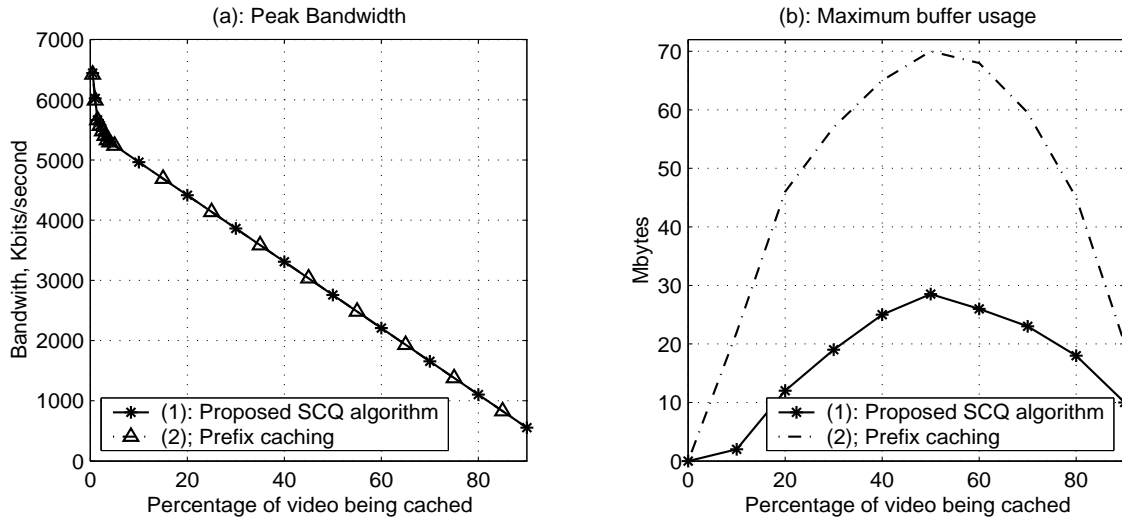 (a): Peak Bandwidth
7000
6000
5000
4000
3000
2000
1000
0
Bandwith, Kbits/second
(1): Proposed SCQ algorithm
(2); Prefix caching
0
20
40
60
80
Percentage of video being cached
(b): Maximum buffer usage
70
60
50
40
30
20
10
0
Mbytes
(1): Proposed SCQ algorithm
(2): Prefix caching
0
20
40
60
80
Percentage of video being cached